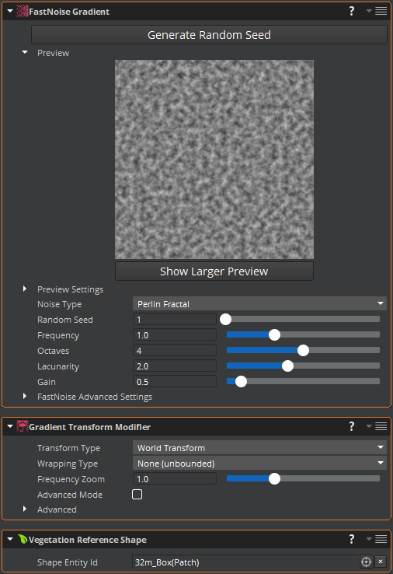 FastNoise Gradient ?
Generate Random Seed
Preview
Show Larger Preview
Preview Settings
Noise Type Perlin Fractal
Random Seed 1
Frequency 1.0
Octaves 4
Lacunarity 2.0
Gain 0.5
FastNoise Advanced Settings
Gradient Transform Modifier ?
Transform Type World Transform
Wrapping Type None (unbounded)
Frequency Zoom 1.0
Advanced Mode
Advanced
Vegetation Reference Shape ?
Shape Entity Id 32m_Box(Patch)